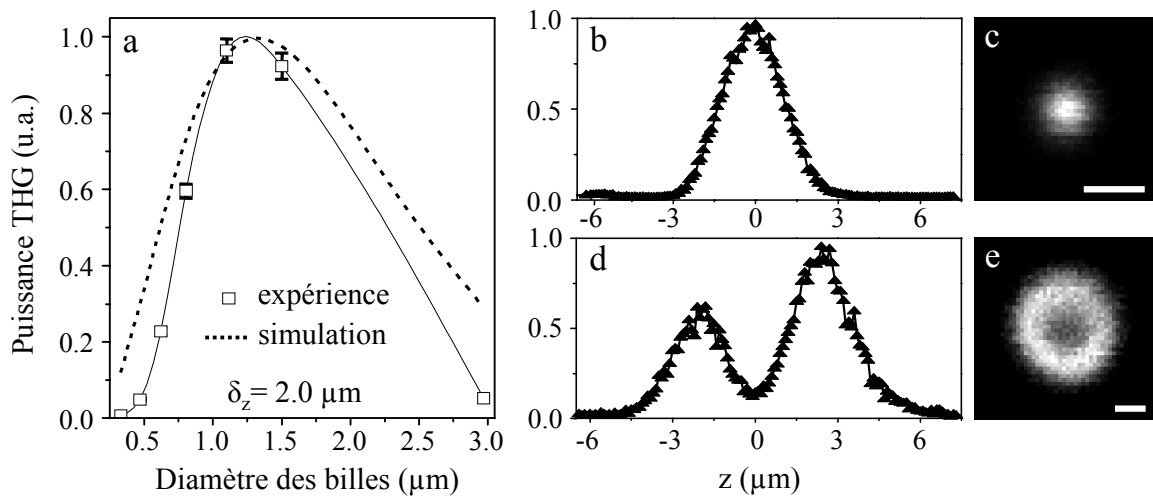 a
Puissance THG (u.a.)
1.0
0.8
0.6
0.4
0.2
0.0
expérience
simulation
δz= 2.0 µm
0.5 1.0 1.5 2.0 2.5 3.0
Diamètre des billes (µm)
b
1.0
0.5
0.0
-6 -3 0 3 6
c
d
1.0
0.5
0.0
-6 -3 0 3 6
z (µm)
e